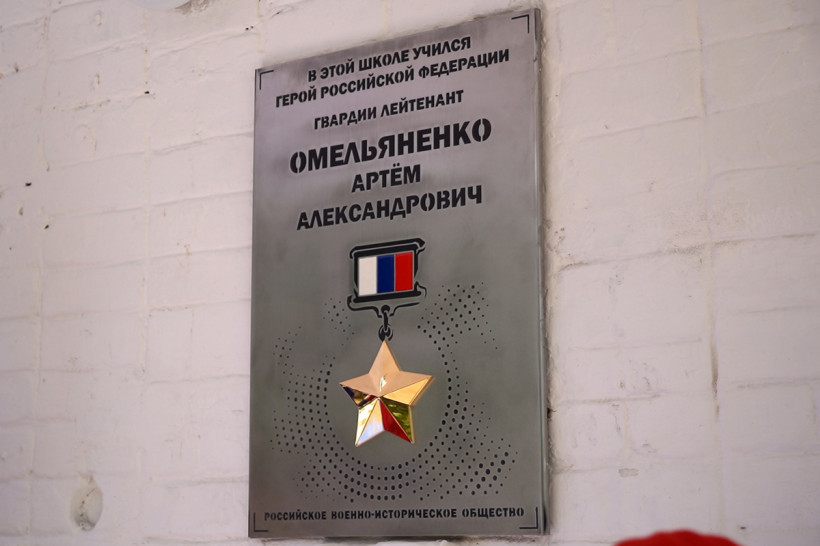 В ЭТОЙ ШКОЛЕ УЧИЛСЯ
ГЕРОЙ РОССИЙСКОЙ ФЕДЕРАЦИИ
ГВАРДИИ ЛЕЙТЕНАНТ
ОМЕЛЬЯНЕНКО
АРТЁМ
АЛЕКСАНДРОВИЧ
РОССИЙСКОЕ ВОЕННО-ИСТОРИЧЕСКОЕ ОБЩЕСТВО